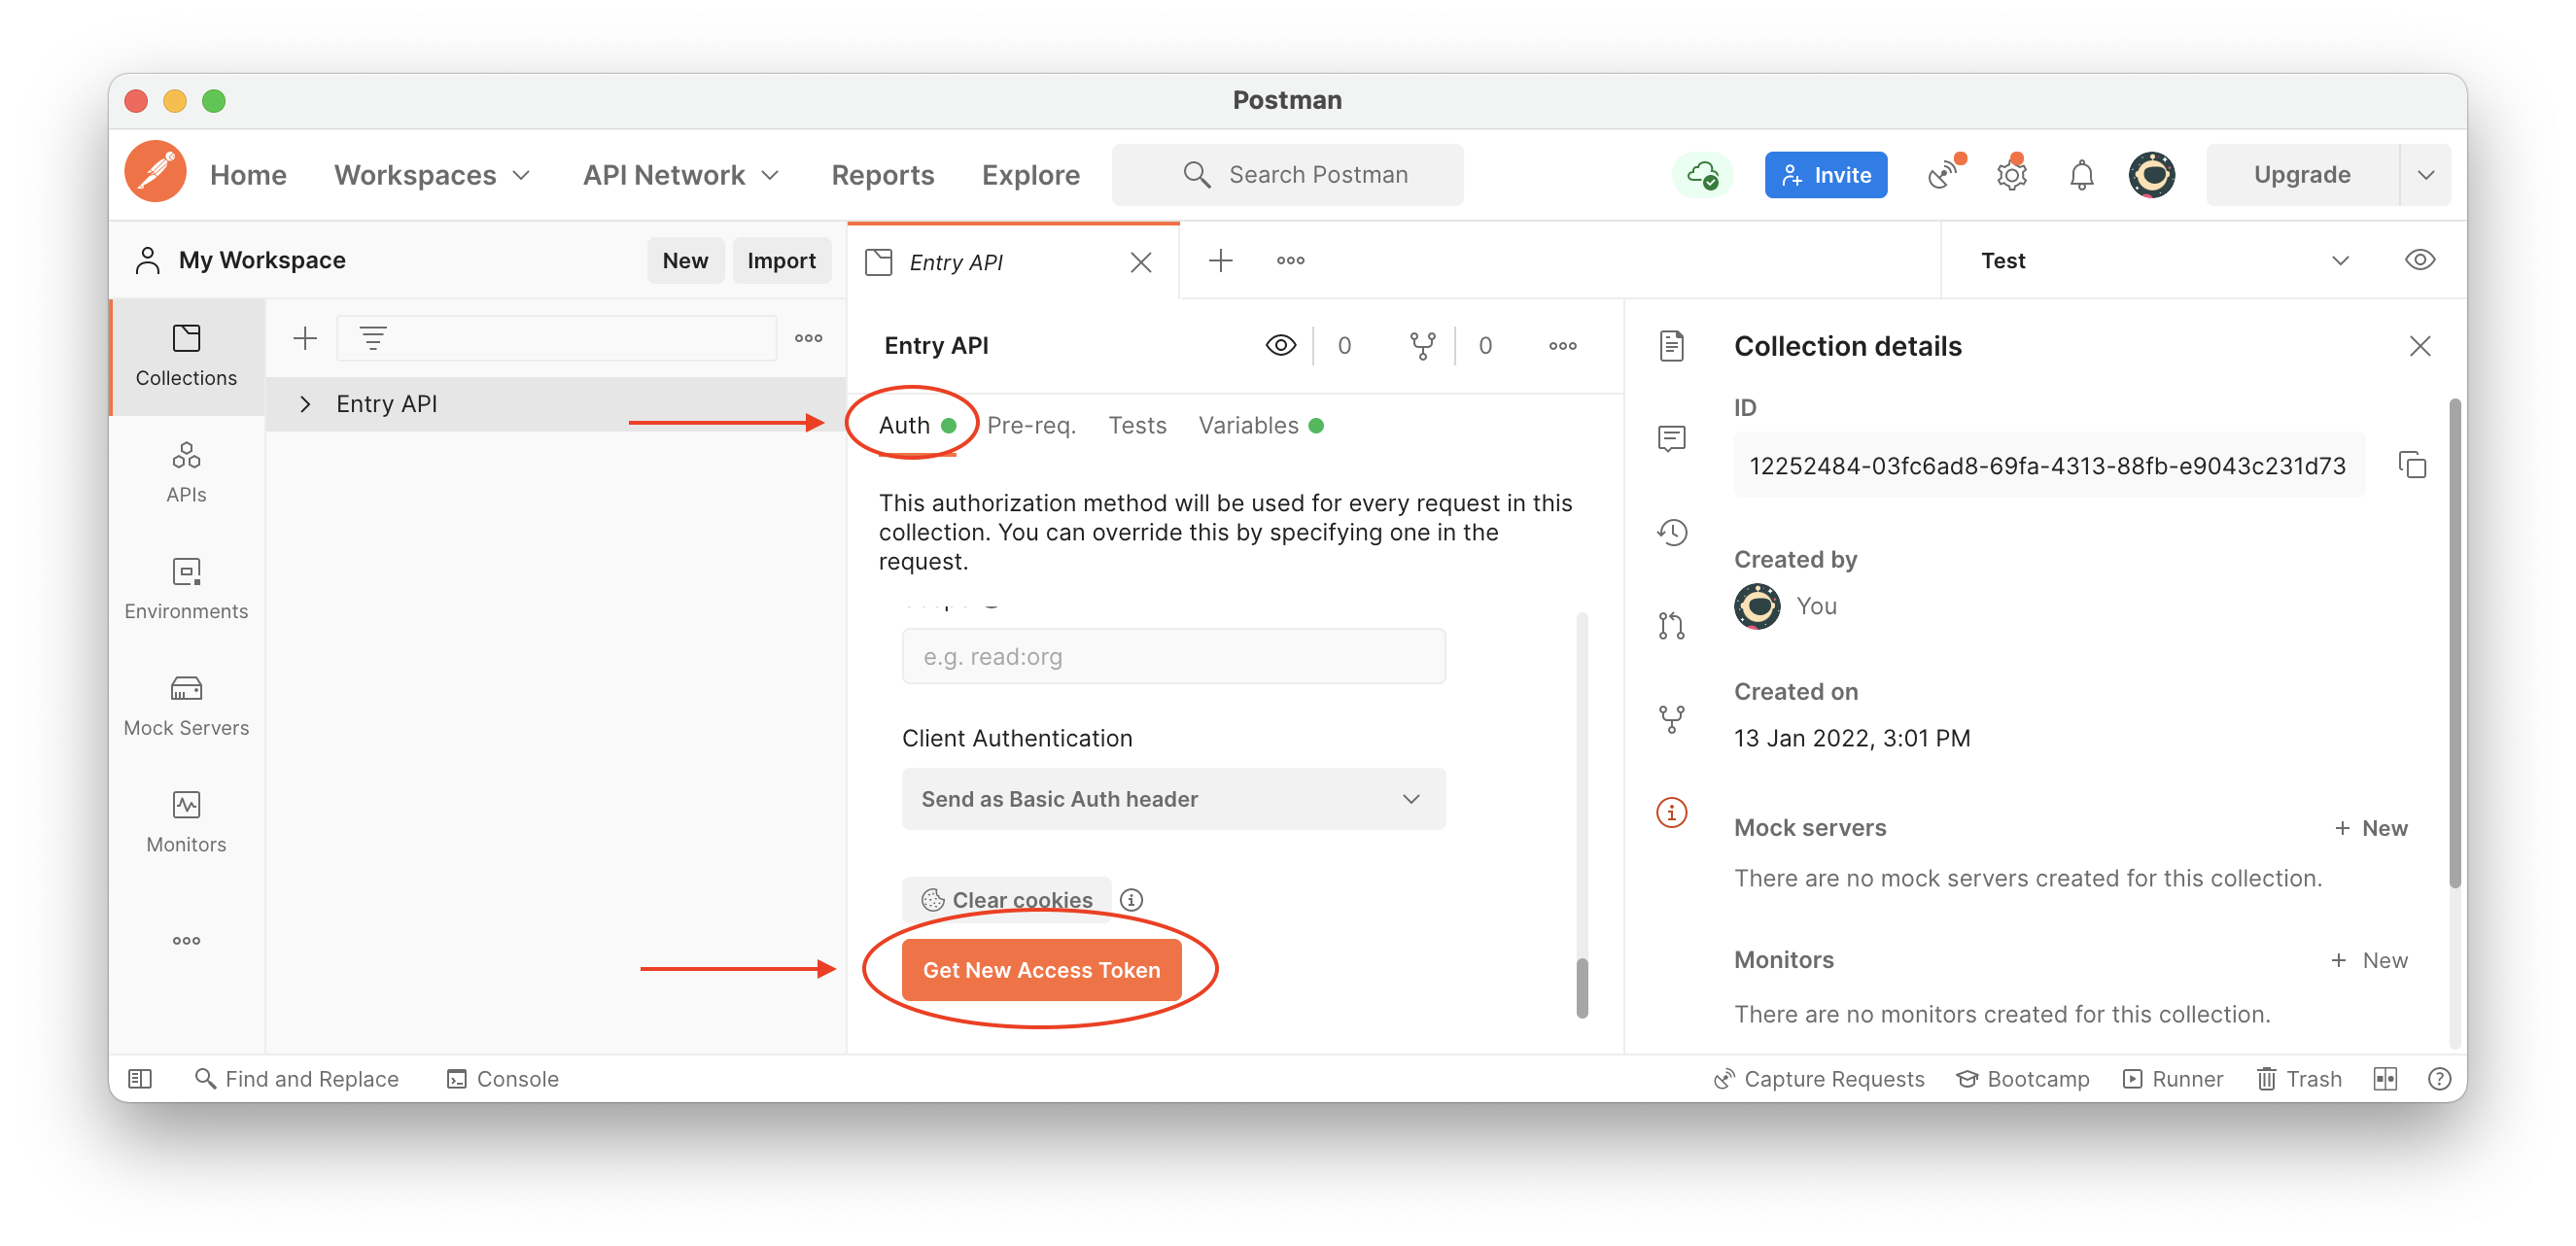 Postman
Home
Workspaces
API Network
Reports
Explore
Search Postman
Invite
Upgrade
My Workspace
New
Import
Entry API
Test
Collections
APIs
Environments
Mock Servers
Monitors
Entry API
Entry API
0
0
Auth
Pre-req.
Tests
Variables
This authorization method will be used for every request in this
collection. You can override this by specifying one in the
request.
e.g. read:org
Client Authentication
Send as Basic Auth header
Clear cookies
Get New Access Token
Collection details
ID
12252484-03fc6ad8-69fa-4313-88fb-e9043c231d73
Created by
You
Created on
13 Jan 2022, 3:01 PM
Mock servers
+ New
There are no mock servers created for this collection.
Monitors
+ New
There are no monitors created for this collection.
Find and Replace
Console
Capture Requests
Bootcamp
Runner
Trash